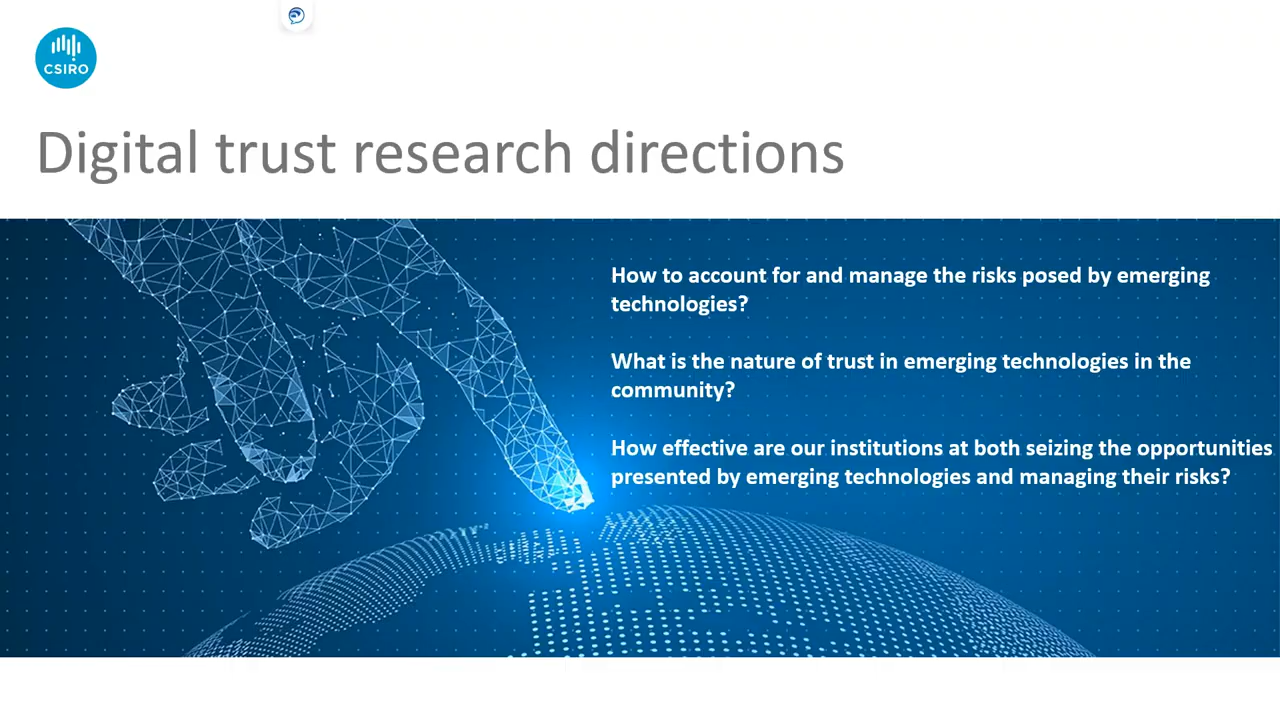 CSIRO
Digital trust research directions
How to account for and manage the risks posed by emerging
technologies?
What is the nature of trust in emerging technologies in the
community?
How effective are our institutions at both seizing the opportunities
presented by emerging technologies and managing their risks?